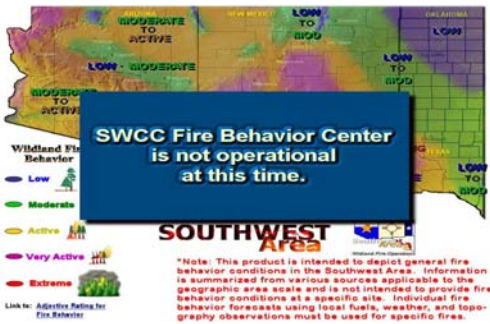 ARIZONA
NEW MEXICO
OKLAHOMA
MODERATE
TO
ACTIVE
LOW
TO
MOD
LOW
LOW - MODERATE
LOW
TO
MOD
MODERATE
TO
ACTIVE
TEXAS
LOW
TO
MOD
SWCC Fire Behavior Center
is not operational
at this time.
Wildland Fire
Behavior
Low
Moderate
Active
Very Active
Extreme
Link to: Adjective Rating for
Fire Behavior
SOUTHWEST
Area
Wildland Fire Operations
*Note: This product is intended to depict general fire
behavior conditions in the Southwest Area. Information
is summarized from various sources applicable to the
geographic area scale and is not intended to provide fire
behavior conditions at a specific site. Individual fire
behavior forecasts using local fuels, weather, and topo-
graphy observations must be used for specific fires.